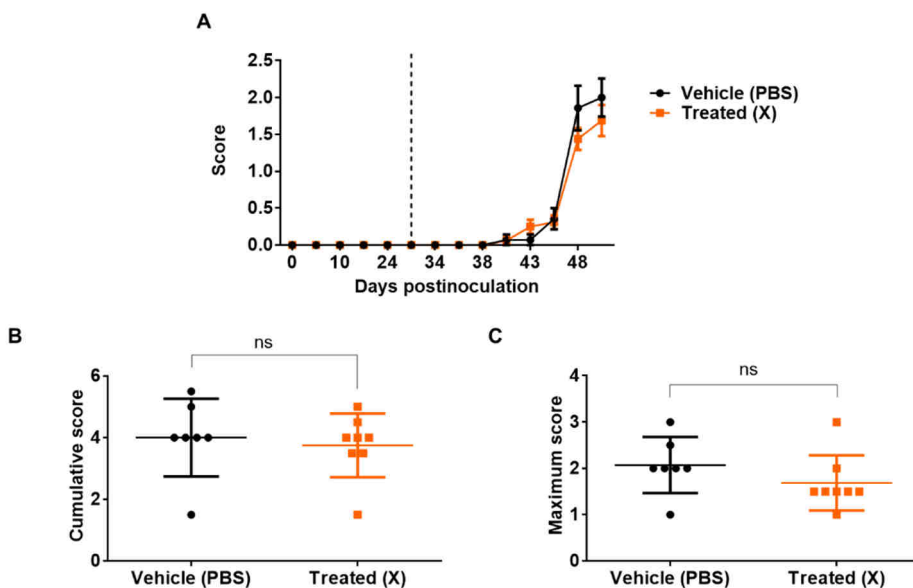 A
2.5
2.0
1.5
1.0
0.5
0.0
Score
0 10 24 34 38 43 48
Days postinoculation
Vehicle (PBS)
Treated (X)
B
ns
6
4
2
0
Cumulative score
Vehicle (PBS) Treated (X)
C
ns
4
3
2
1
0
Maximum score
Vehicle (PBS) Treated (X)